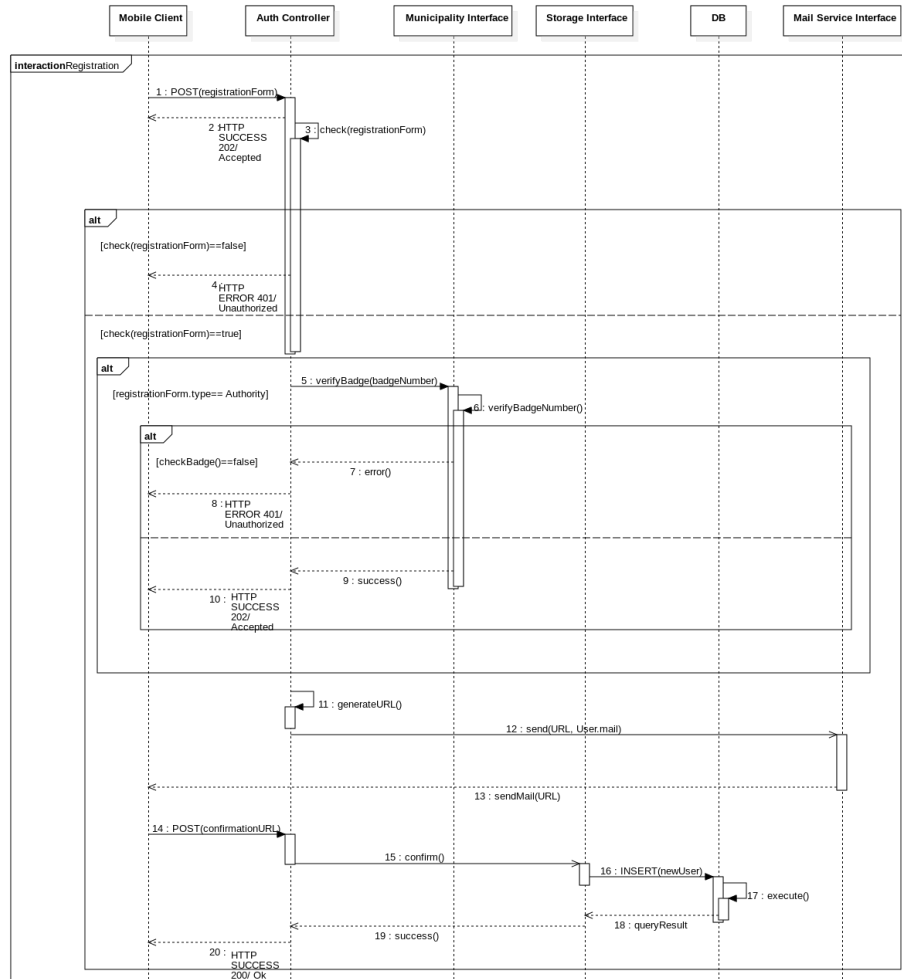 Mobile Client
Auth Controller
Municipality Interface
Storage Interface
DB
Mail Service Interface
interactionRegistration
1 : POST(registrationForm)
2 :HTTP
SUCCESS
202/
Accepted
3 : check(registrationForm)
alt
[check(registrationForm)==false]
4 :HTTP
ERROR 401/
Unauthorized
[check(registrationForm)==true]
alt
[registrationForm.type== Authority]
5 : verifyBadge(badgeNumber)
6 : verifyBadgeNumber()
alt
[checkBadge()==false]
7 : error()
8 :HTTP
ERROR 401/
Unauthorized
9 : success()
10 : HTTP
SUCCESS
202/
Accepted
11 : generateURL()
12 : send(URL, User.mail)
13 : sendMail(URL)
14 : POST(confirmationURL)
15 : confirm()
16 : INSERT(newUser)
17 : execute()
18 : queryResult
19 : success()
20 : HTTP
SUCCESS
200/ Ok